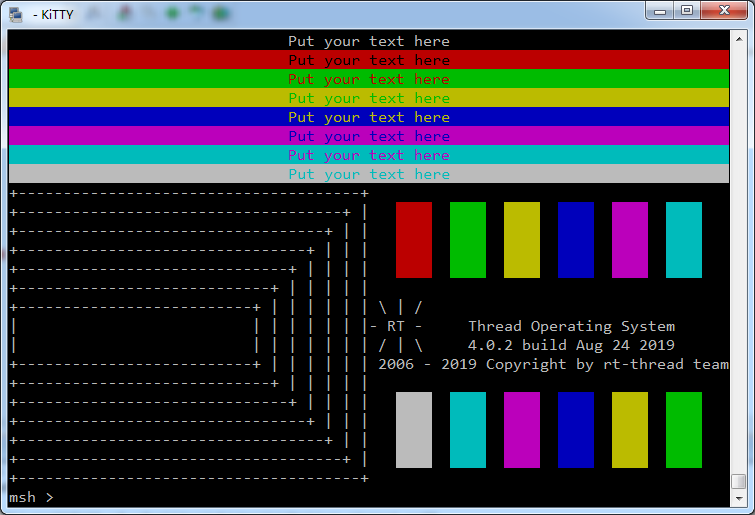 - KiTTY
Put your text here
Put your text here
Put your text here
Put your text here
Put your text here
Put your text here
Put your text here
Put your text here
\ | /
- RT -     Thread Operating System
/ | \     4.0.2 build Aug 24 2019
2006 - 2019 Copyright by rt-thread team
msh >